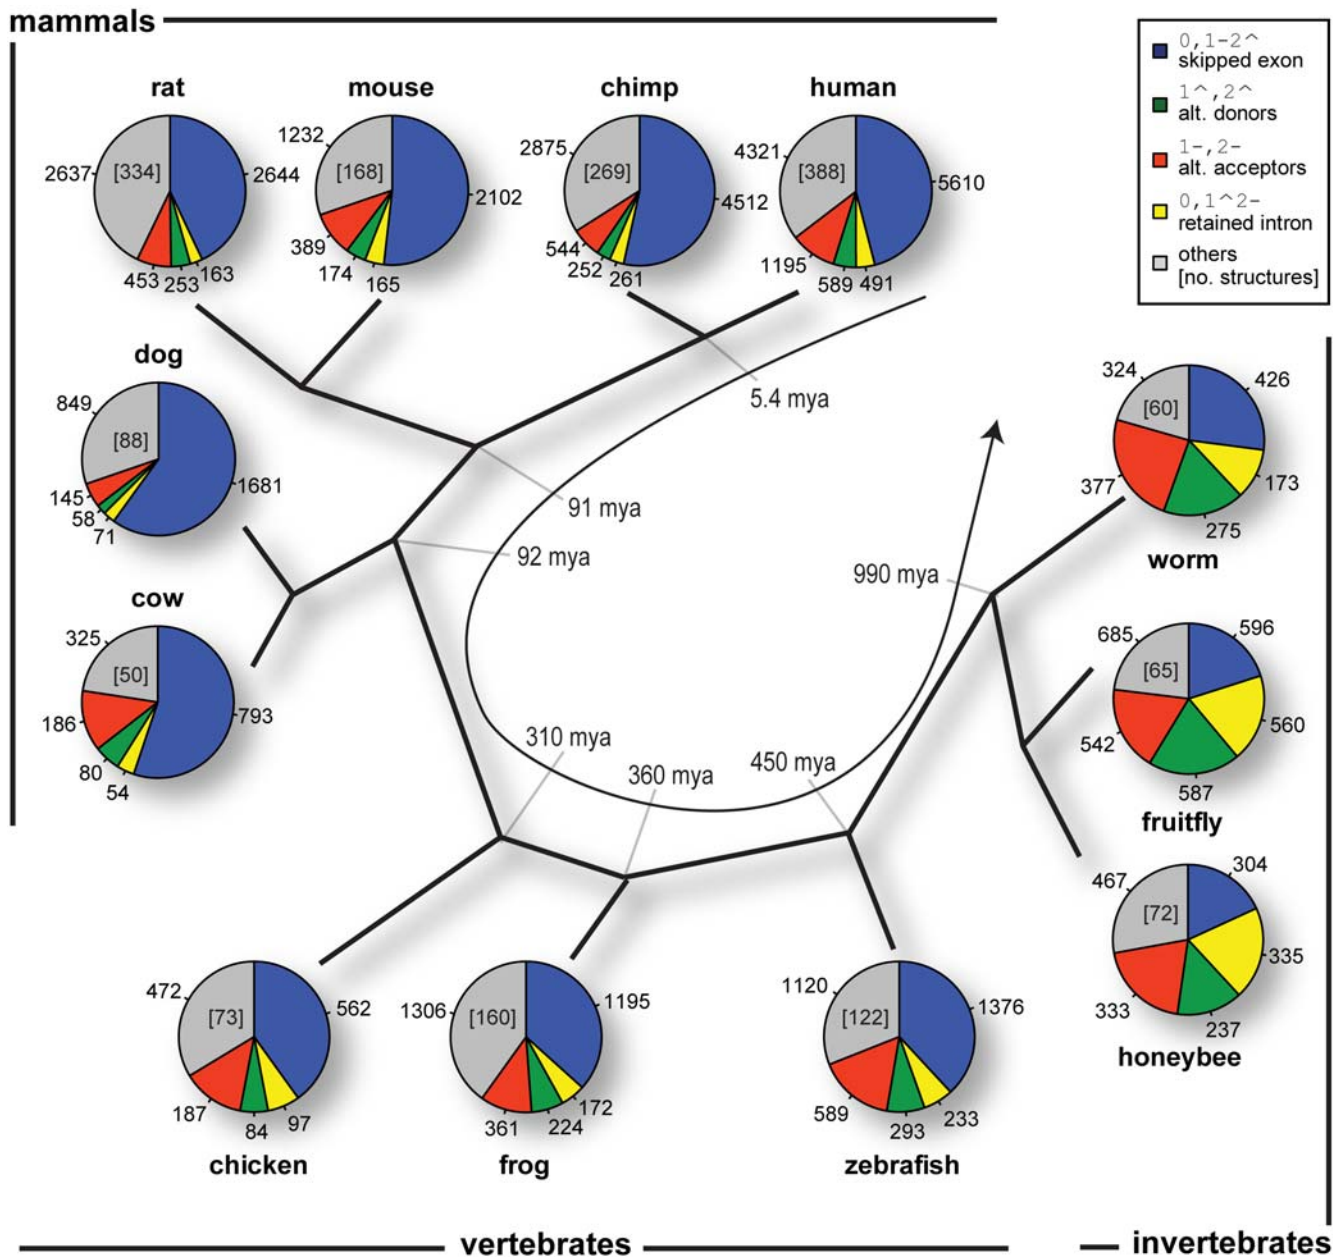 mammals
0,1-2^
skipped exon
1^,2^
alt. donors
1-,2-
alt. acceptors
0,1^2-
retained intron
others
[no. structures]
rat
2637
[334]
2644
453
253
163
mouse
1232
[168]
2102
389
174
165
chimp
2875
[269]
4512
544
252
261
human
4321
[388]
5610
1195
589
491
dog
849
[88]
1681
145
58
71
cow
325
[50]
793
186
80
54
5.4 mya
91 mya
92 mya
990 mya
310 mya
360 mya
450 mya
324
[60]
426
377
173
275
worm
685
[65]
596
542
560
587
fruitfly
467
[72]
304
333
335
237
honeybee
472
[73]
562
187
84
97
chicken
1306
[160]
1195
361
224
172
frog
1120
[122]
1376
589
293
233
zebrafish
vertebrates
invertebrates